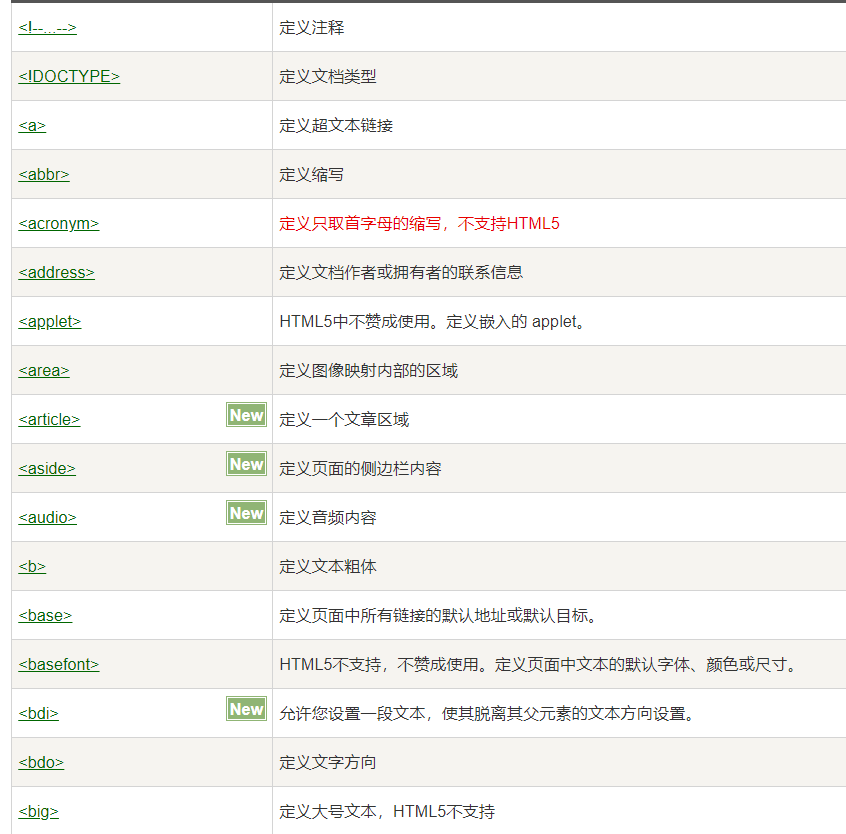 <!--...--> 定义注释
<!DOCTYPE> 定义文档类型
<a> 定义超文本链接
<abbr> 定义缩写
<acronym> 定义只取首字母的缩写，不支持HTML5
<address> 定义文档作者或拥有者的联系信息
<applet> HTML5中不赞成使用。定义嵌入的 applet。
<area> 定义图像映射内部的区域
<article> New 定义一个文章区域
<aside> New 定义页面的侧边栏内容
<audio> New 定义音频内容
<b> 定义文本粗体
<base> 定义页面中所有链接的默认地址或默认目标。
<basefont> HTML5不支持，不赞成使用。定义页面中文本的默认字体、颜色或尺寸。
<bdi> New 允许您设置一段文本，使其脱离其父元素的文本方向设置。
<bdo> 定义文字方向
<big> 定义大号文本，HTML5不支持